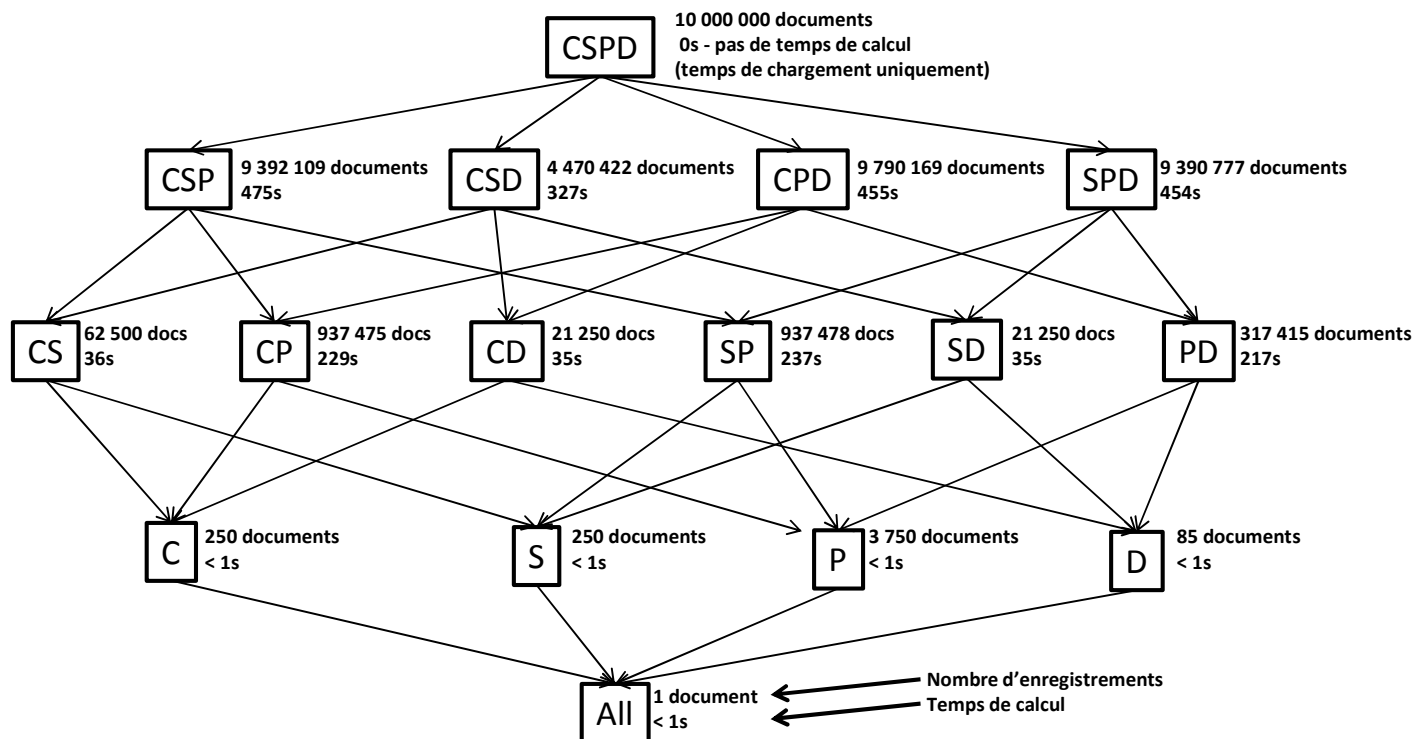 10 000 000 documents
CSPD
0s - pas de temps de calcul
(temps de chargement uniquement)
CSP
9 392 109 documents
475s
CSD
4 470 422 documents
327s
CPD
9 790 169 documents
455s
SPD
9 390 777 documents
454s
CS
62 500 docs
36s
CP
937 475 docs
229s
CD
21 250 docs
35s
SP
937 478 docs
237s
SD
21 250 docs
35s
PD
317 415 documents
217s
C
250 documents
< 1s
S
250 documents
< 1s
P
3 750 documents
< 1s
D
85 documents
< 1s
All
1 document
< 1s
Nombre d'enregistrements
Temps de calcul